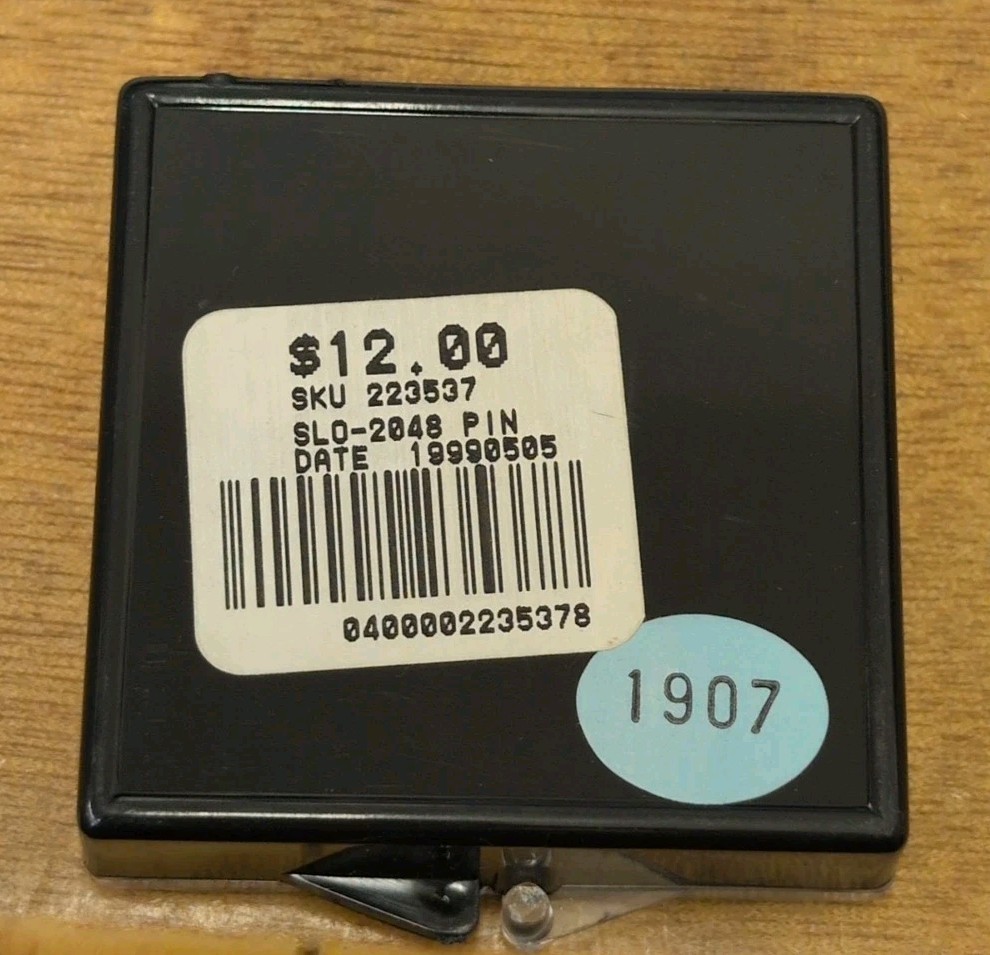 $12.00
SKU 223537
SLO-2048 PIN
DATE 19990505
0400002235378
1907